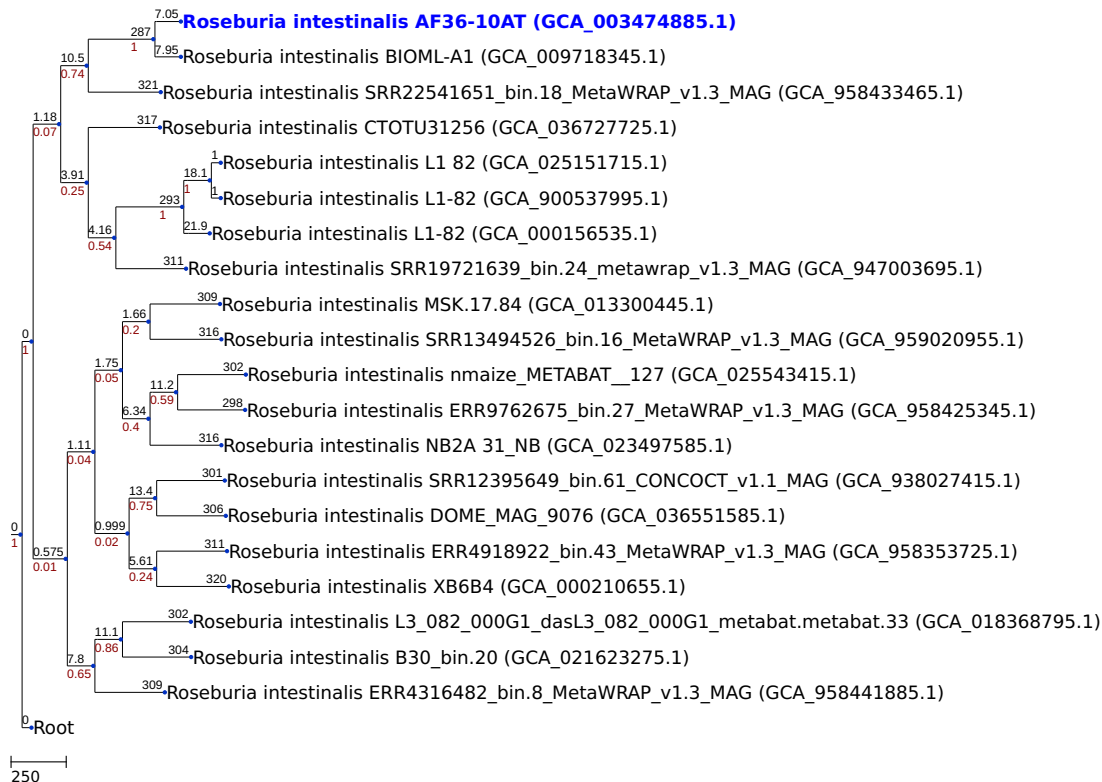 7.05
Roseburia intestinalis AF36-10AT (GCA_003474885.1)
287
1
7.95
Roseburia intestinalis BIOML-A1 (GCA_009718345.1)
10.5
0.74
321
Roseburia intestinalis SRR22541651_bin.18_MetaWRAP_v1.3_MAG (GCA_958433465.1)
1.18
0.07
317
Roseburia intestinalis CTOTU31256 (GCA_036727725.1)
1
Roseburia intestinalis L1 82 (GCA_025151715.1)
3.91
0.25
18.1
1
1
Roseburia intestinalis L1-82 (GCA_900537995.1)
293
1
21.9
Roseburia intestinalis L1-82 (GCA_000156535.1)
4.16
0.54
311
Roseburia intestinalis SRR19721639_bin.24_metawrap_v1.3_MAG (GCA_947003695.1)
309
Roseburia intestinalis MSK.17.84 (GCA_013300445.1)
1.66
0.2
316
Roseburia intestinalis SRR13494526_bin.16_MetaWRAP_v1.3_MAG (GCA_959020955.1)
0
1
1.75
0.05
302
Roseburia intestinalis nmaize_METABAT__127 (GCA_025543415.1)
11.2
0.59
298
Roseburia intestinalis ERR9762675_bin.27_MetaWRAP_v1.3_MAG (GCA_958425345.1)
6.34
0.4
316
Roseburia intestinalis NB2A 31_NB (GCA_023497585.1)
1.11
0.04
301
Roseburia intestinalis SRR12395649_bin.61_CONCOCT_v1.1_MAG (GCA_938027415.1)
13.4
0.75
306
Roseburia intestinalis DOME_MAG_9076 (GCA_036551585.1)
0.999
0.02
311
Roseburia intestinalis ERR4918922_bin.43_MetaWRAP_v1.3_MAG (GCA_958353725.1)
0
1
0.575
0.01
5.61
0.24
320
Roseburia intestinalis XB6B4 (GCA_000210655.1)
302
Roseburia intestinalis L3_082_000G1_dasL3_082_000G1_metabat.metabat.33 (GCA_018368795.1)
11.1
0.86
304
Roseburia intestinalis B30_bin.20 (GCA_021623275.1)
7.8
0.65
309
Roseburia intestinalis ERR4316482_bin.8_MetaWRAP_v1.3_MAG (GCA_958441885.1)
0
Root
250